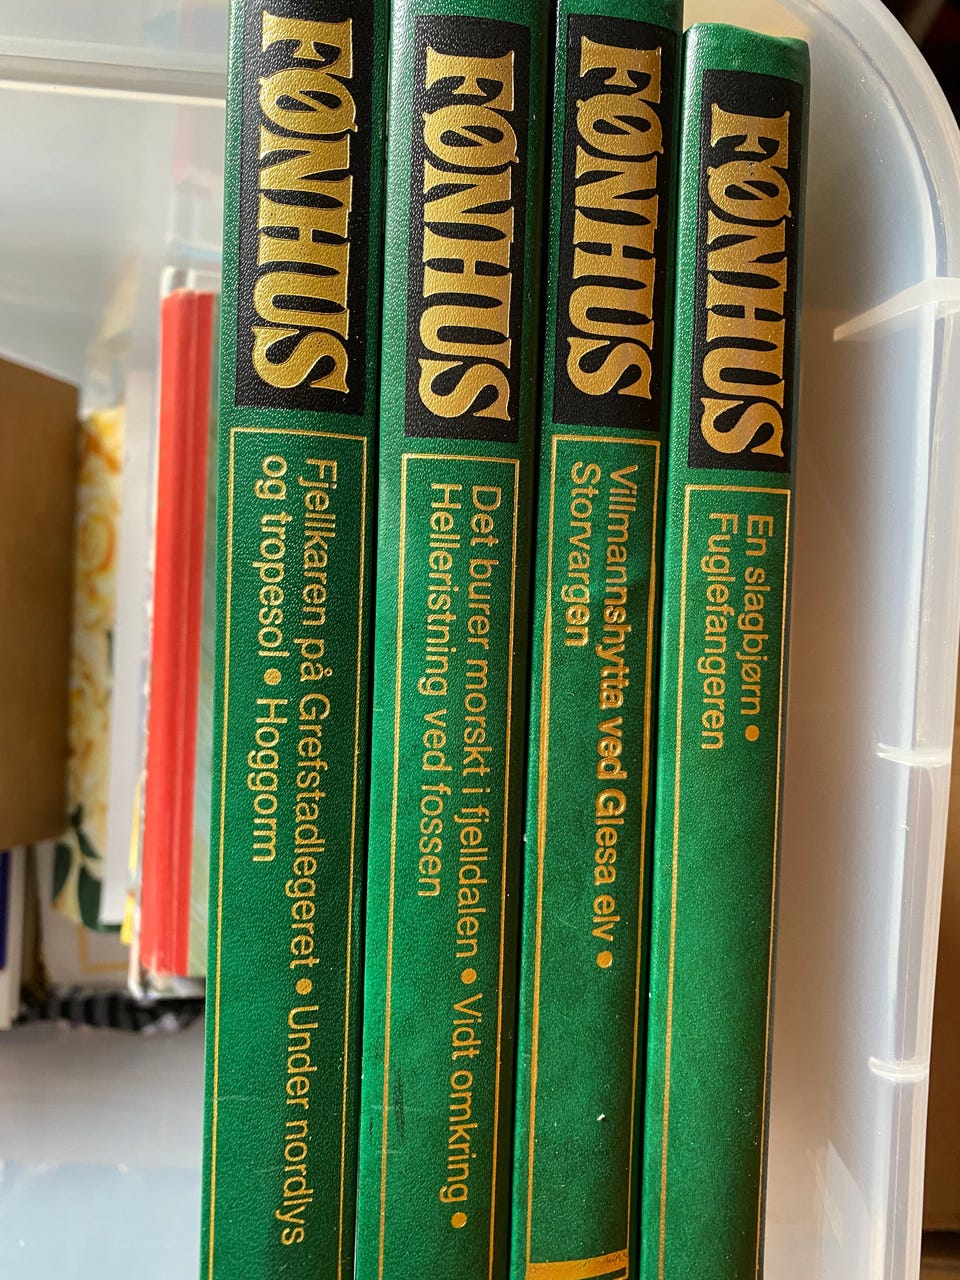 FØNHUS
Fjellkaren på Grefstadlegeret • Under nordlys
og tropesol • Hoggorm
FØNHUS
Det burer morskt i fjelldalen • Vidt omkring •
Helleristning ved fossen
FØNHUS
Villmannshytta ved Glesa elv •
Storvargen
FØNHUS
En slagbjørn •
Fuglefangeren